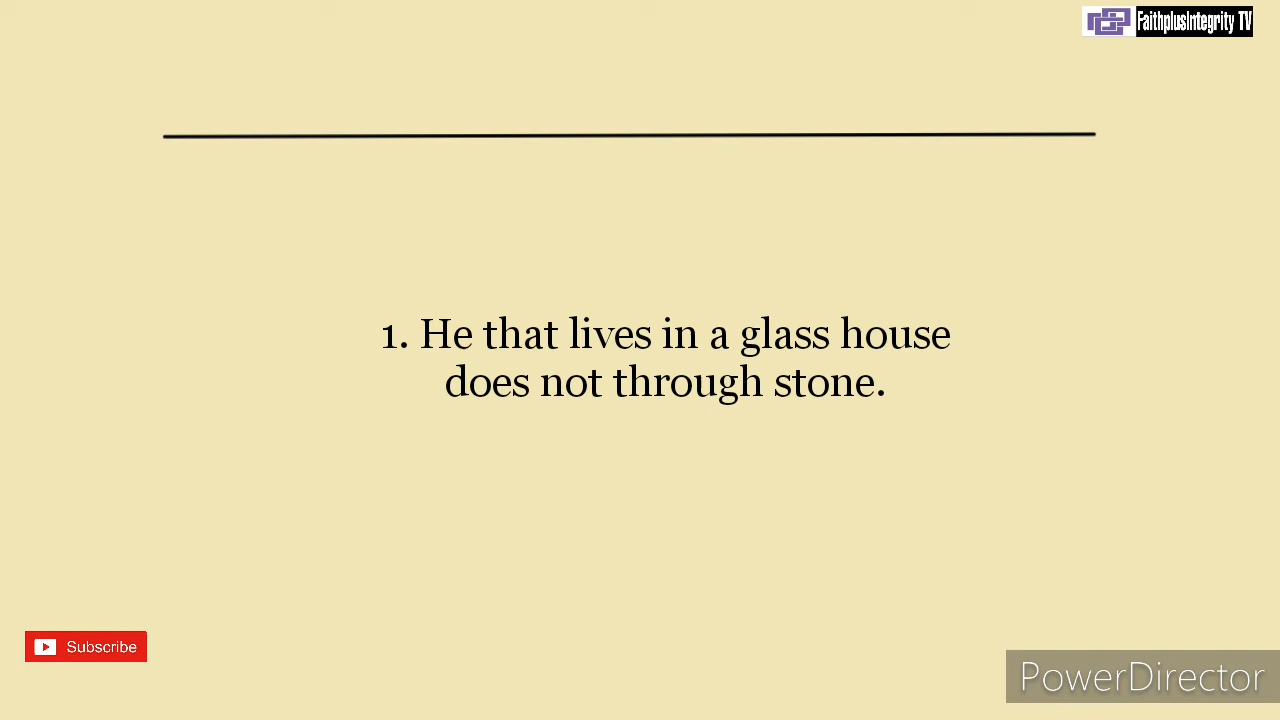 FaithplusIntegrity TV
1. He that lives in a glass house
does not through stone.
Subscribe
PowerDirector